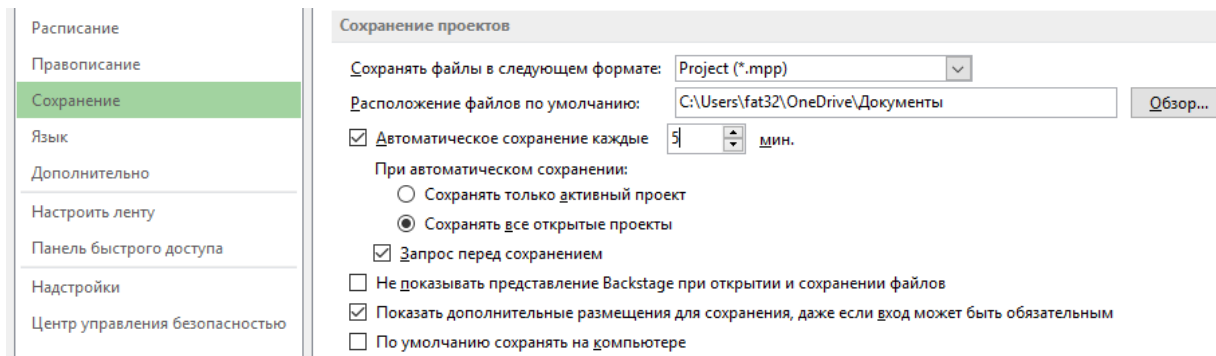 Расписание
Правописание
Сохранение
Язык
Дополнительно
Настроить ленту
Панель быстрого доступа
Надстройки
Центр управления безопасностью
Сохранение проектов
Сохранять файлы в следующем формате: Project (*.mpp)
Расположение файлов по умолчанию: C:\Users\fat32\OneDrive\Документы Обзор...
Автоматическое сохранение каждые 5 мин.
При автоматическом сохранении:
Сохранять только активный проект
Сохранять все открытые проекты
Запрос перед сохранением
Не показывать представление Backstage при открытии и сохранении файлов
Показать дополнительные размещения для сохранения, даже если вход может быть обязательным
По умолчанию сохранять на компьютере